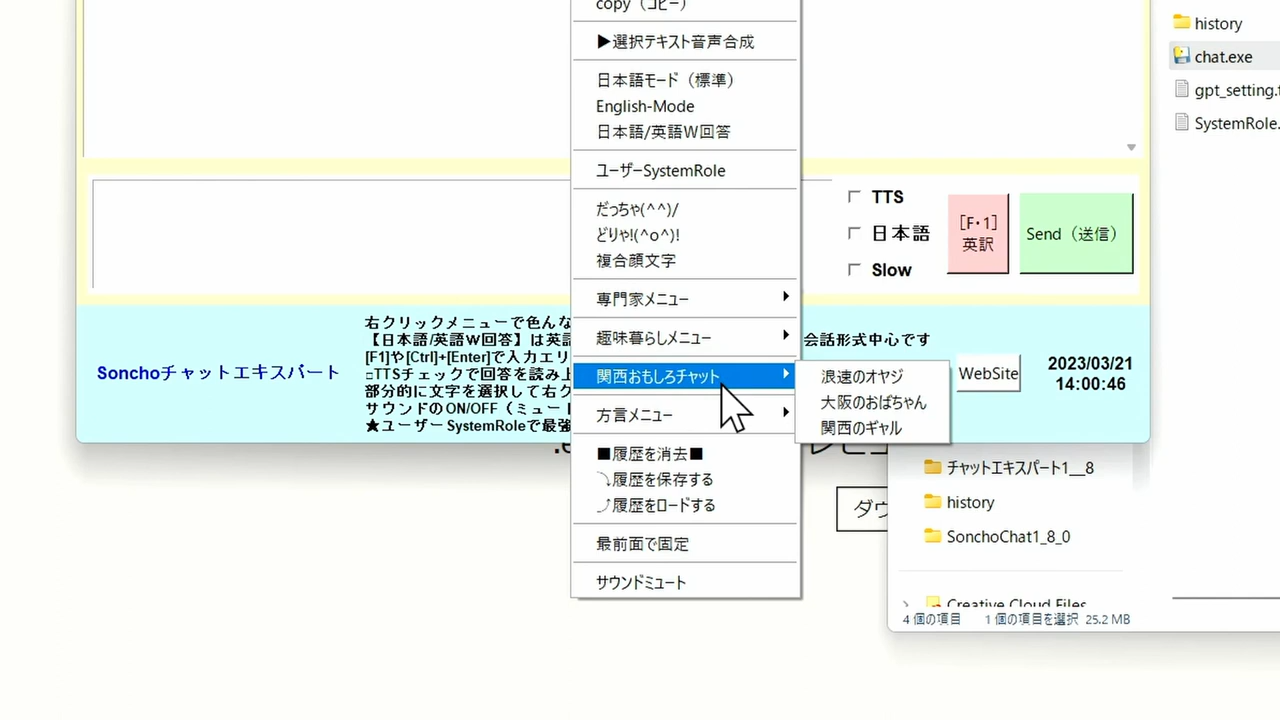 copy（コピー）
▶選択テキスト音声合成
日本語モード（標準）
English-Mode
日本語/英語W回答
ユーザーSystemRole
だっちゃ(^^)/
どりゃ!(^o^)!
複合顔文字
専門家メニュー
趣味暮らしメニュー
関西おもしろチャット
方言メニュー
■履歴を消去■
⤵履歴を保存する
⤴履歴をロードする
最前面で固定
サウンドミュート
浪速のオヤジ
大阪のおばちゃん
関西のギャル
TTS
日本語
Slow
[F・1]
英訳
Send（送信）
Sonchoチャットエキスパート
右クリックメニューで色んな
【日本語/英語W回答】は英語 会話形式中心です
[F1]や[Ctrl]+[Enter]で入力エリ
□TTSチェックで回答を読み上
部分的に文字を選択して右ク
サウンドのON/OFF（ミュート
★ユーザーSystemRoleで最強
WebSite
2023/03/21
14:00:46
ダウ
history
chat.exe
gpt_setting.
SystemRole.
チャットエキスパート1__8
history
SonchoChat1_8_0
Creative Cloud Files
4 個の項目 1 個の項目を選択 25.2 MB